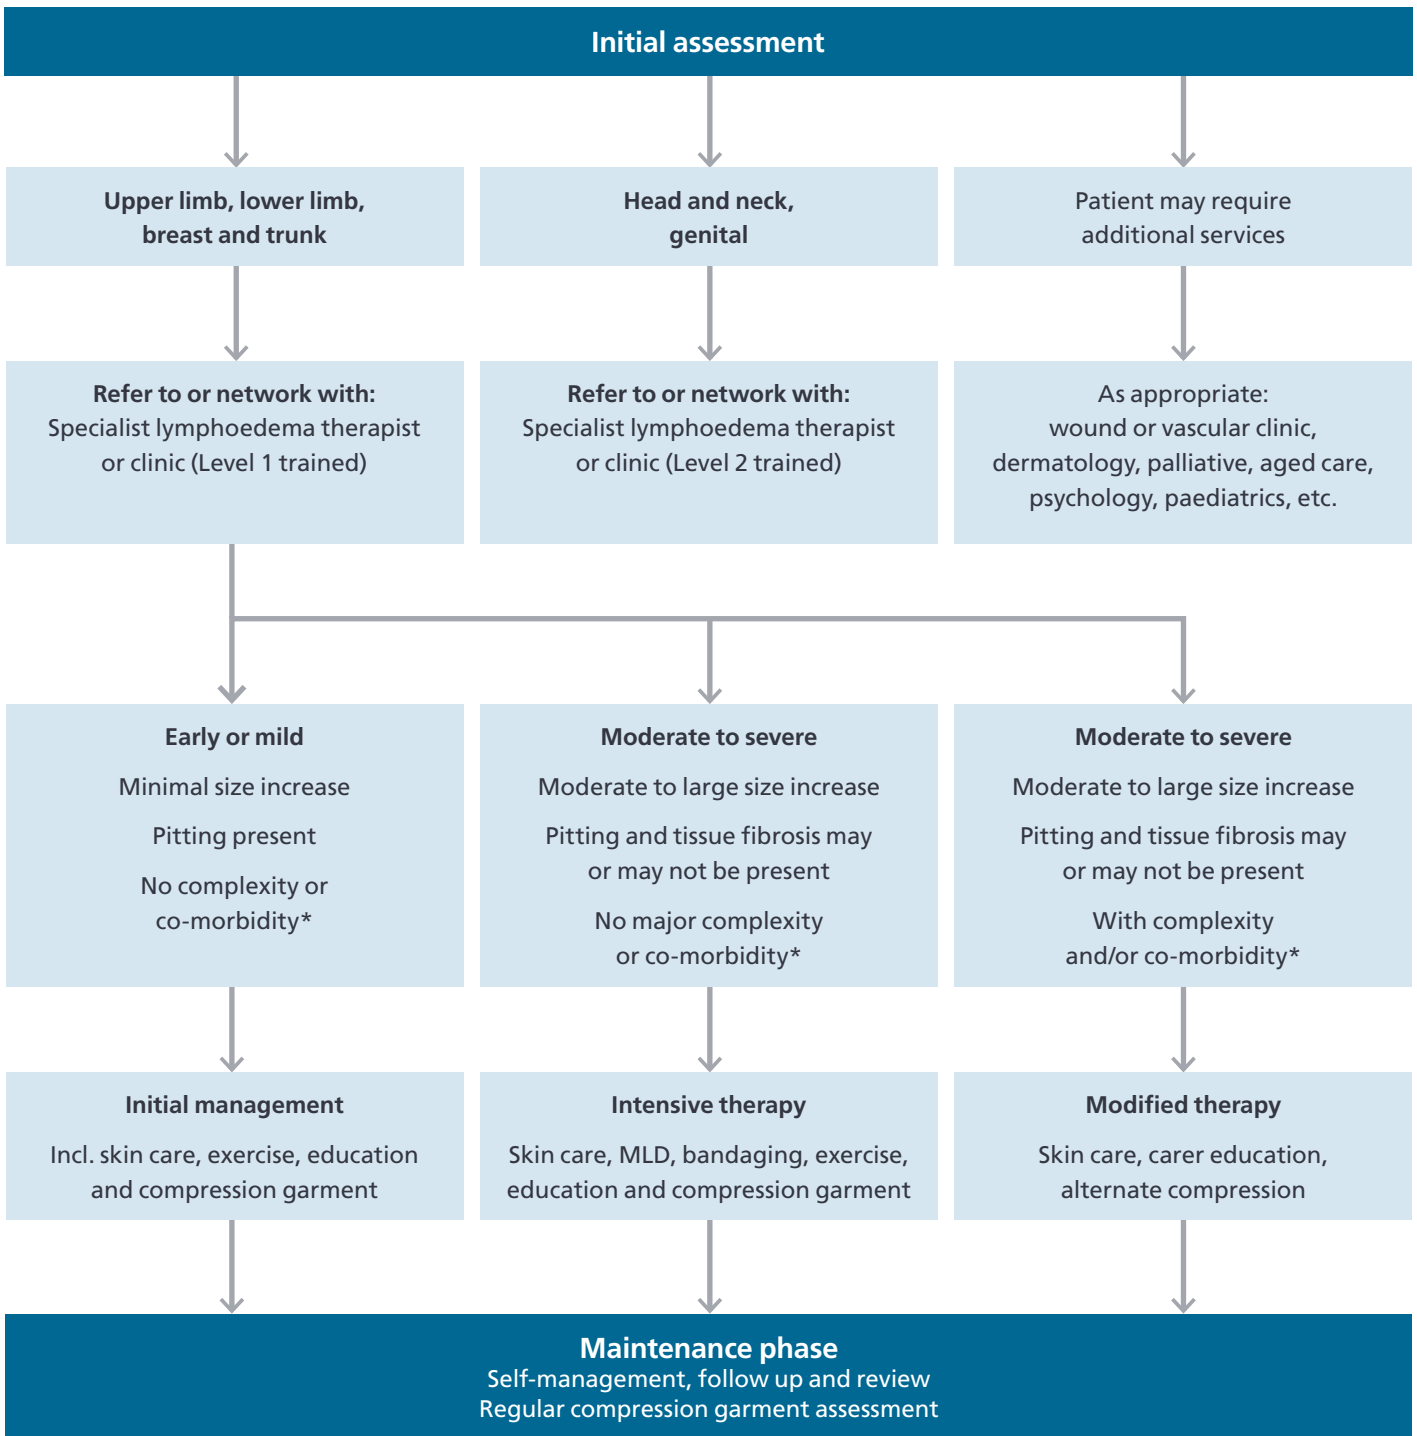 Initial assessment
Upper limb, lower limb,
breast and trunk
Head and neck,
genital
Patient may require
additional services
Refer to or network with:
Specialist lymphoedema therapist
or clinic (Level 1 trained)
Refer to or network with:
Specialist lymphoedema therapist
or clinic (Level 2 trained)
As appropriate:
wound or vascular clinic,
dermatology, palliative, aged care,
psychology, paediatrics, etc.
Early or mild
Minimal size increase
Pitting present
No complexity or
co-morbidity*
Moderate to severe
Moderate to large size increase
Pitting and tissue fibrosis may
or may not be present
No major complexity
or co-morbidity*
Moderate to severe
Moderate to large size increase
Pitting and tissue fibrosis may
or may not be present
With complexity
and/or co-morbidity*
Initial management
Incl. skin care, exercise, education
and compression garment
Intensive therapy
Skin care, MLD, bandaging, exercise,
education and compression garment
Modified therapy
Skin care, carer education,
alternate compression
Maintenance phase
Self-management, follow up and review
Regular compression garment assessment